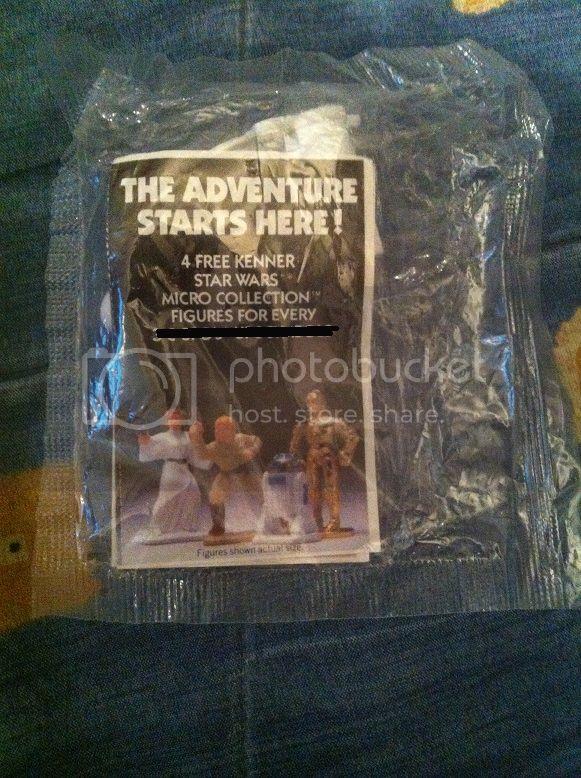 THE ADVENTURE
STARTS HERE!
4 FREE KENNER
STAR WARS™
MICRO COLLECTION™
FIGURES FOR EVERY
photobucket
host. store. share.
Figures shown actual size.